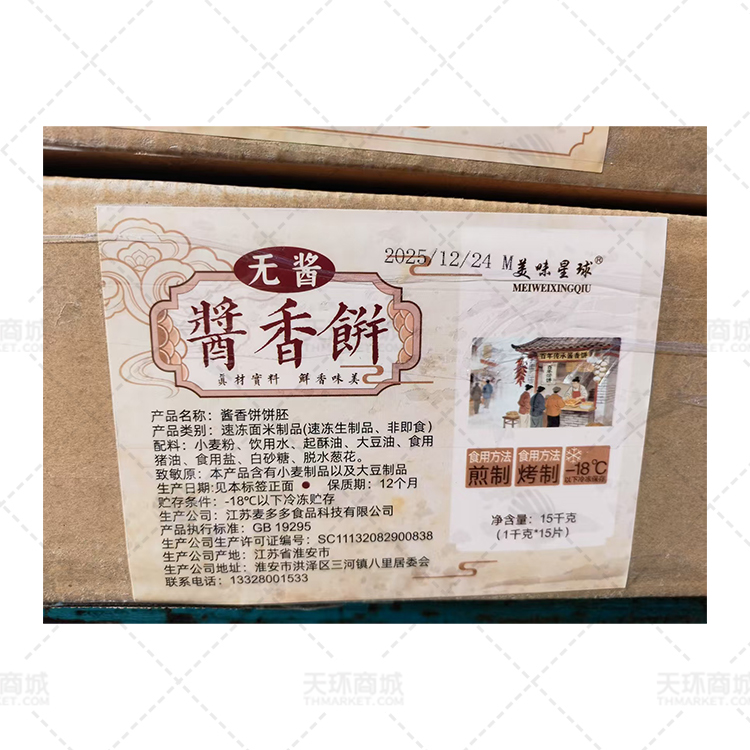 无酱
2025/12/24 M
美味星球®
MEIWEIXINGQIU
醬香餅
真材實料 鮮香味美
百年传承酱香饼
产品名称：酱香饼饼胚
产品类别：速冻面米制品(速冻生制品、非即食)
配料：小麦粉、饮用水、起酥油、大豆油、食用
猪油、食用盐、白砂糖、脱水葱花。
致敏原：本产品含有小麦制品以及大豆制品
生产日期:见本标签正面 ● 保质期：12个月
贮存条件：-18℃以下冷冻贮存
生产公司：江苏麦多多食品科技有限公司
产品执行标准：GB 19295
生产公司生产许可证编号：SC11132082900838
生产公司产地：江苏省淮安市
生产公司地址：淮安市洪泽区三河镇八里居委会
联系电话：13328001533
食用方法
煎制
食用方法
烤制
-18℃
以下冷冻保存
净含量：15千克
（1千克*15片）
天环商城
THMARKET.COM